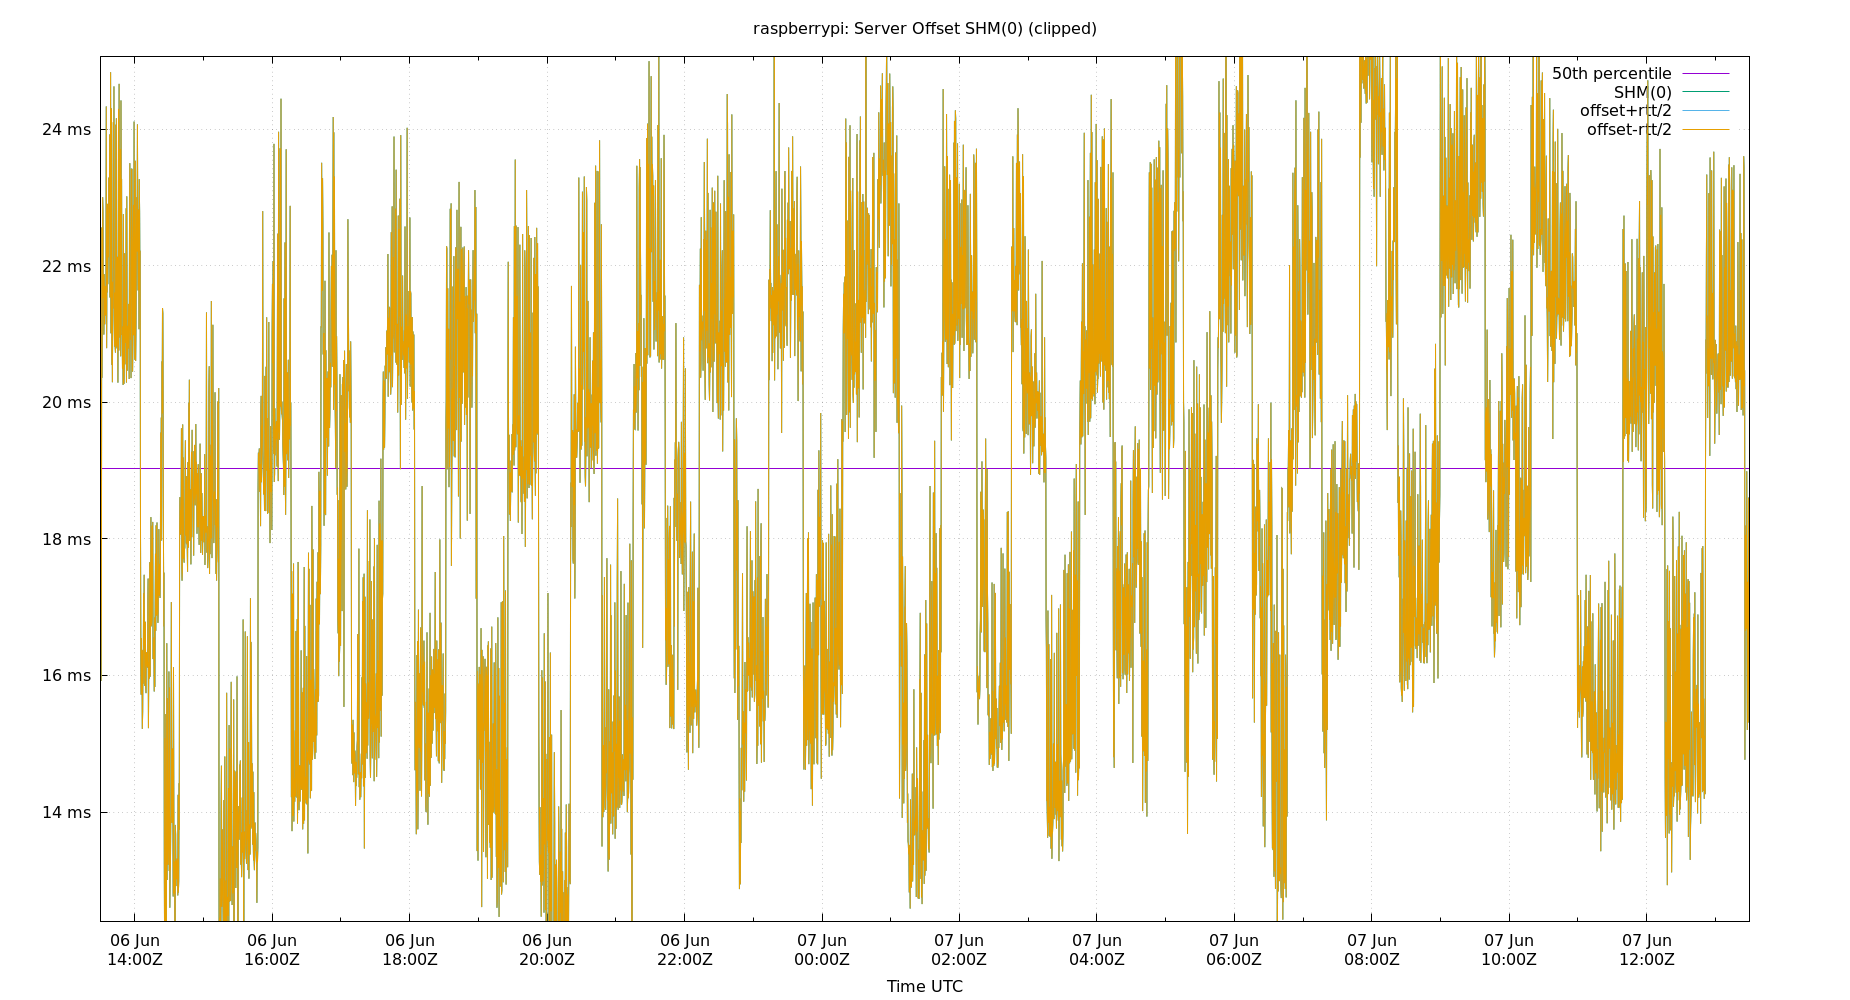 raspberrypi: Server Offset SHM(0) (clipped)
50th percentile
SHM(0)
offset+rtt/2
offset-rtt/2
24 ms
22 ms
20 ms
18 ms
16 ms
14 ms
06 Jun 06 Jun 06 Jun 06 Jun 06 Jun 07 Jun 07 Jun 07 Jun 07 Jun 07 Jun 07 Jun 07 Jun
14:00Z 16:00Z 18:00Z 20:00Z 22:00Z 00:00Z 02:00Z 04:00Z 06:00Z 08:00Z 10:00Z 12:00Z
Time UTC